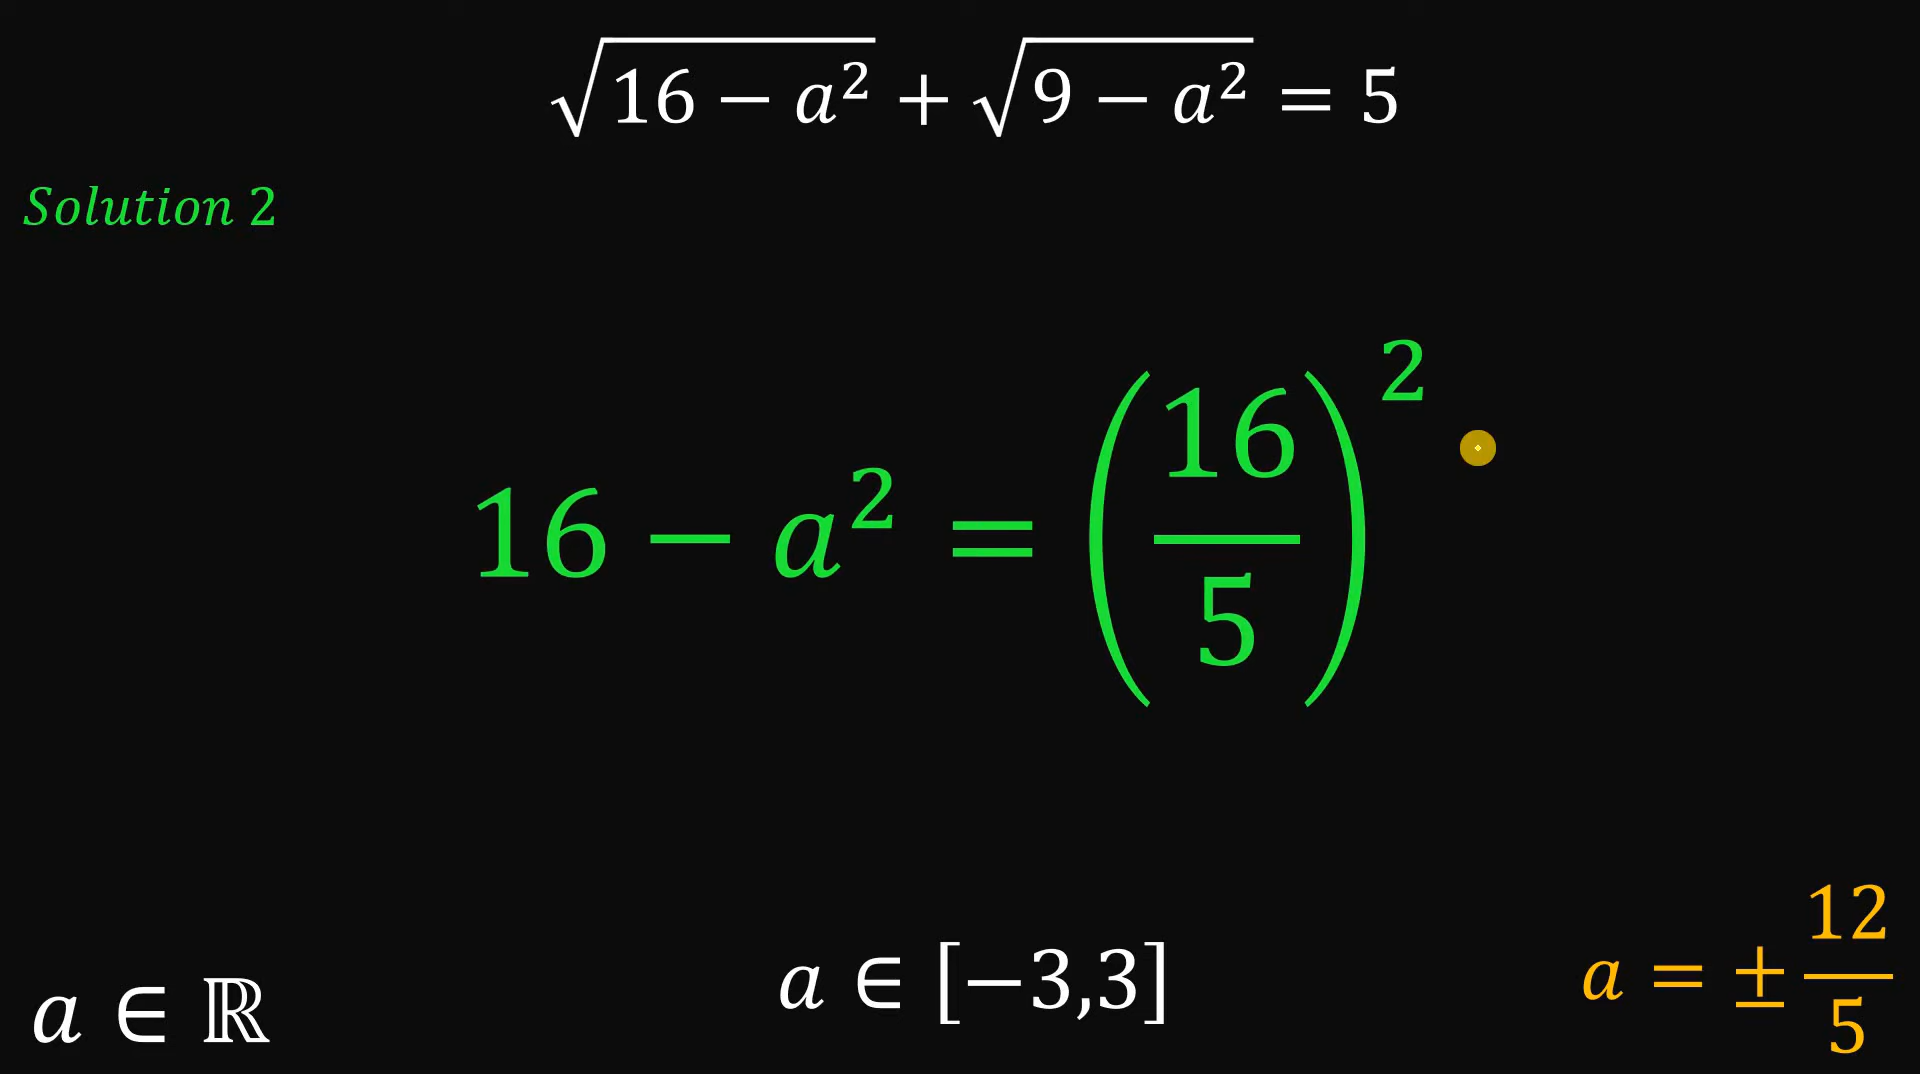 √(16 − a²) + √(9 − a²) = 5
Solution 2
16 − a² = (16/5)²
a ∈ ℝ
a ∈ [−3,3]
a = ± 12/5